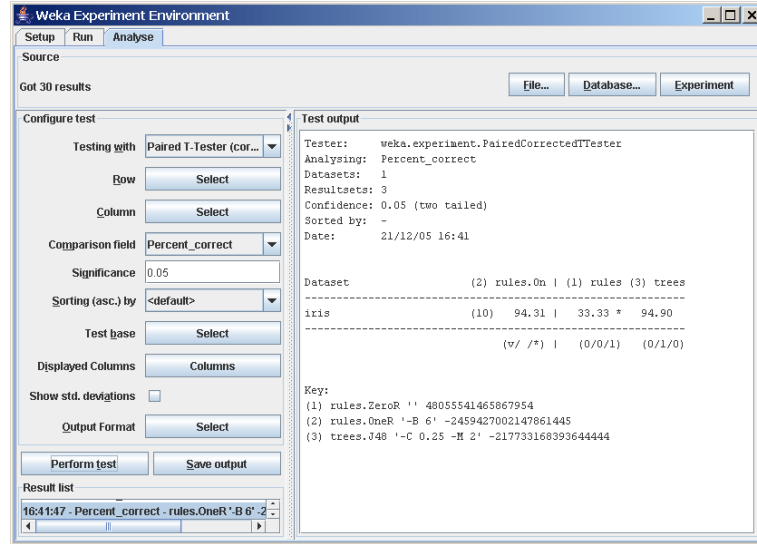 Weka Experiment Environment
Setup Run Analyse
Source
Got 30 results
File... Database... Experiment
Configure test
Testing with Paired T-Tester (cor...
Row Select
Column Select
Comparison field Percent_correct
Significance 0.05
Sorting (asc.) by <default>
Test base Select
Displayed Columns Columns
Show std. deviations
Output Format Select
Perform test Save output
Result list
16:41:47 - Percent_correct - rules.OneR '-B 6' -2
Test output
Tester: weka.experiment.PairedCorrectedTTester
Analysing: Percent_correct
Datasets: 1
Resultsets: 3
Confidence: 0.05 (two tailed)
Sorted by: -
Date: 21/12/05 16:41
Dataset (2) rules.On | (1) rules (3) trees
----------------------------------------------------------
iris (10) 94.31 | 33.33 * 94.90
----------------------------------------------------------
(v/ /*) | (0/0/1) (0/1/0)
Key:
(1) rules.ZeroR '' 48055541465867954
(2) rules.OneR '-B 6' -2459427002147861445
(3) trees.J48 '-C 0.25 -M 2' -217733168393644444